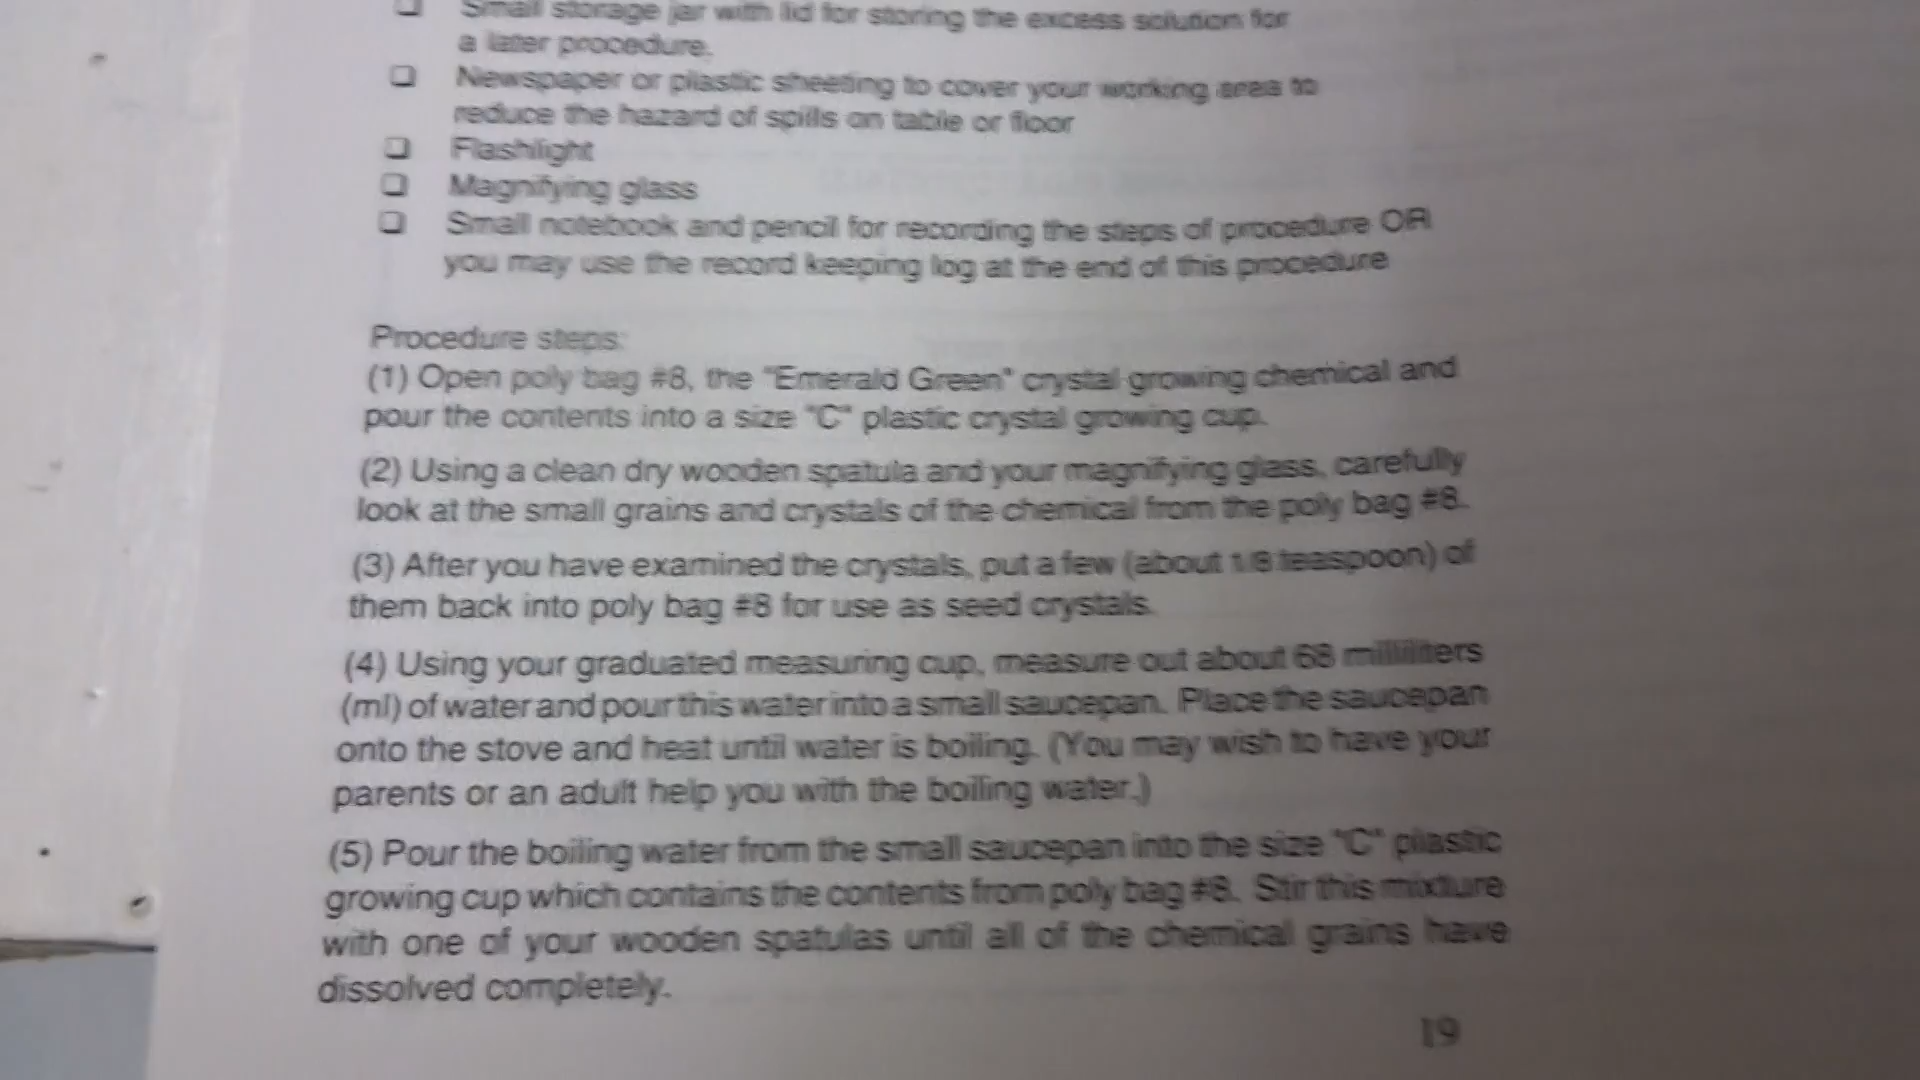 ❏ Small storage jar with lid for storing the excess solution for
a later procedure.
❏ Newspaper or plastic sheeting to cover your working area to
reduce the hazard of spills on table or floor
❏ Flashlight
❏ Magnifying glass
❏ Small notebook and pencil for recording the steps of procedure OR
you may use the record keeping log at the end of this procedure
Procedure steps:
(1) Open poly bag #8, the "Emerald Green" crystal growing chemical and
pour the contents into a size "C" plastic crystal growing cup.
(2) Using a clean dry wooden spatula and your magnifying glass, carefully
look at the small grains and crystals of the chemical from the poly bag #8.
(3) After you have examined the crystals, put a few (about 1/8 teaspoon) of
them back into poly bag #8 for use as seed crystals.
(4) Using your graduated measuring cup, measure out about 68 milliliters
(ml) of water and pour this water into a small saucepan. Place the saucepan
onto the stove and heat until water is boiling. (You may wish to have your
parents or an adult help you with the boiling water.)
(5) Pour the boiling water from the small saucepan into the size "C" plastic
growing cup which contains the contents from poly bag #8. Stir this mixture
with one of your wooden spatulas until all of the chemical grains have
dissolved completely.
19